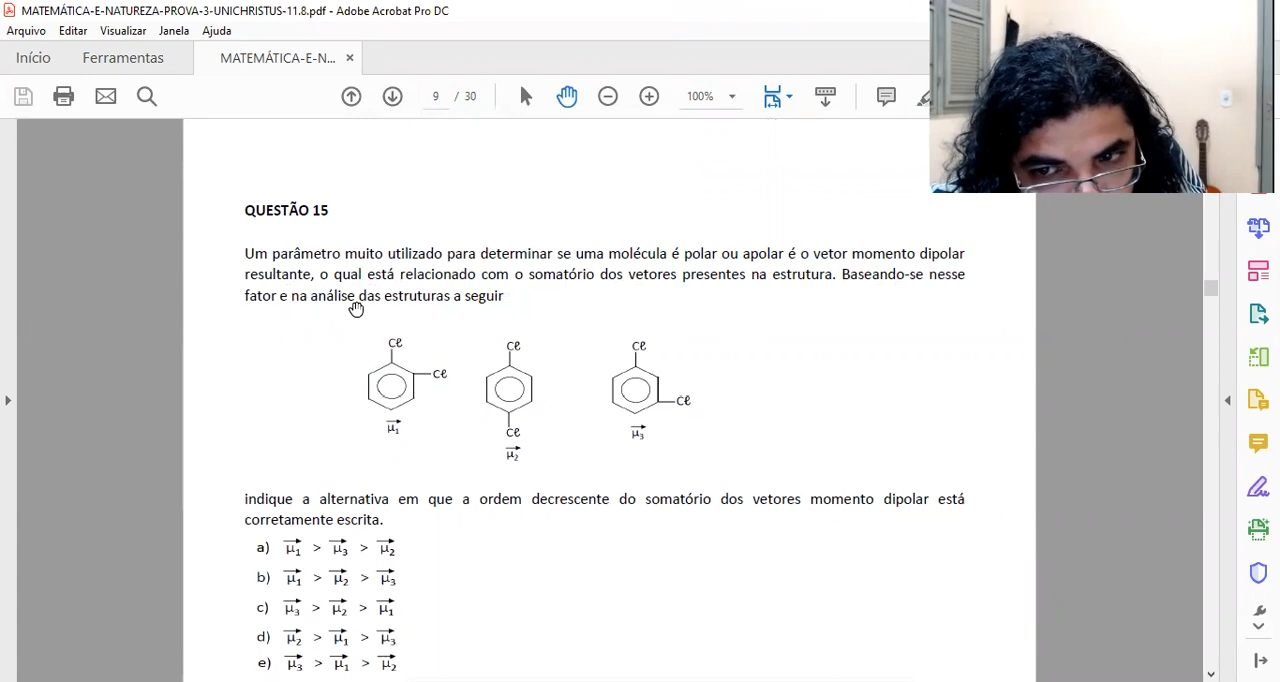 MATEMÁTICA-E-NATUREZA-PROVA-3-UNICHRISTUS-11.8.pdf - Adobe Acrobat Pro DC
Arquivo Editar Visualizar Janela Ajuda
Início Ferramentas MATEMÁTICA-E-N... ×
9 / 30 100%
QUESTÃO 15
Um parâmetro muito utilizado para determinar se uma molécula é polar ou apolar é o vetor momento dipolar
resultante, o qual está relacionado com o somatório dos vetores presentes na estrutura. Baseando-se nesse
fator e na análise das estruturas a seguir
Cℓ Cℓ Cℓ
Cℓ
Cℓ
Cℓ
μ₁ μ₃
μ₂
indique a alternativa em que a ordem decrescente do somatório dos vetores momento dipolar está
corretamente escrita.
a) μ₁ > μ₃ > μ₂
b) μ₁ > μ₂ > μ₃
c) μ₃ > μ₂ > μ₁
d) μ₂ > μ₁ > μ₃
e) μ₃ > μ₁ > μ₂